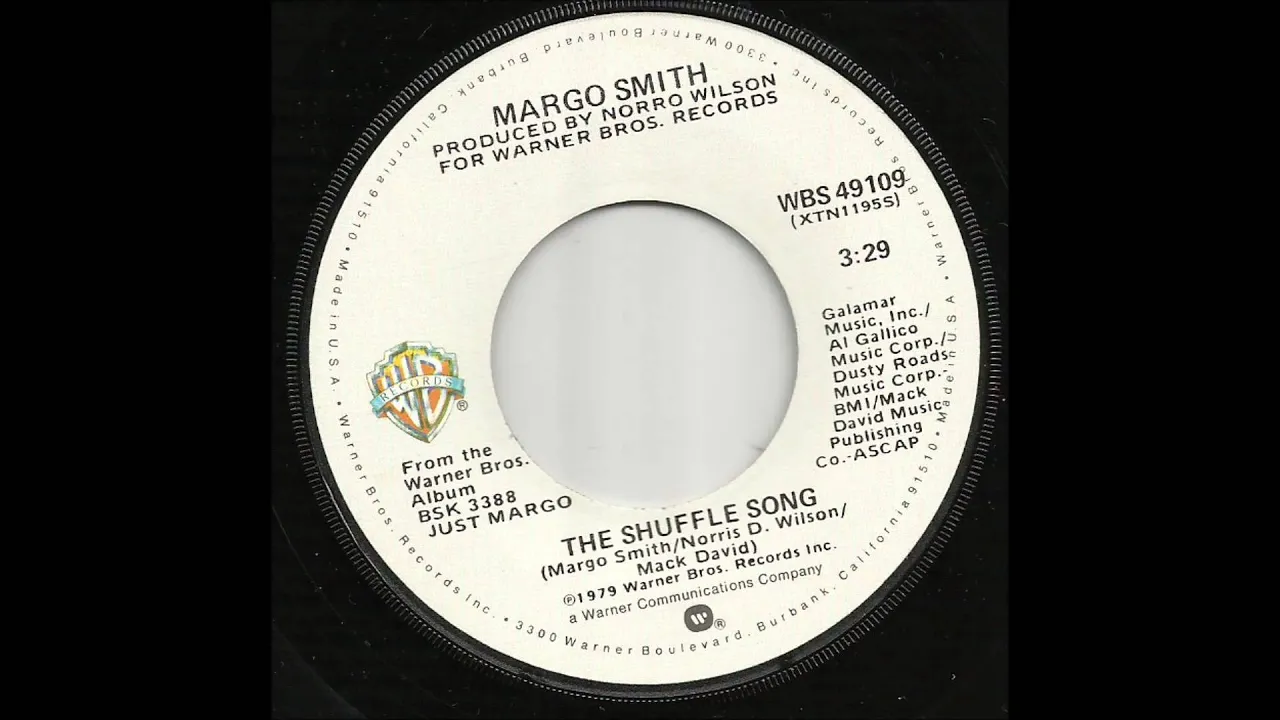 MARGO SMITH
PRODUCED BY NORRO WILSON
FOR WARNER BROS. RECORDS
WBS 49109
(XTN1195S)
3:29
Galamar
Music, Inc./
Al Gallico
Music Corp./
Dusty Roads
Music Corp.-
BMI/Mack
David Music
Publishing
Co.-ASCAP
WB
RECORDS
®
From the
Warner Bros.
Album
BSK 3388
JUST MARGO
THE SHUFFLE SONG
(Margo Smith/Norris D. Wilson/
Mack David)
℗1979 Warner Bros. Records Inc.
a Warner Communications Company
W®
Warner Bros. Records Inc. • 3300 Warner Boulevard. Burbank. California 91510 • Made in U.S.A. • Warner Bros. Records Inc. • 3300 Warner Boulevard. Burbank. California 91510 • Made in U.S.A. •